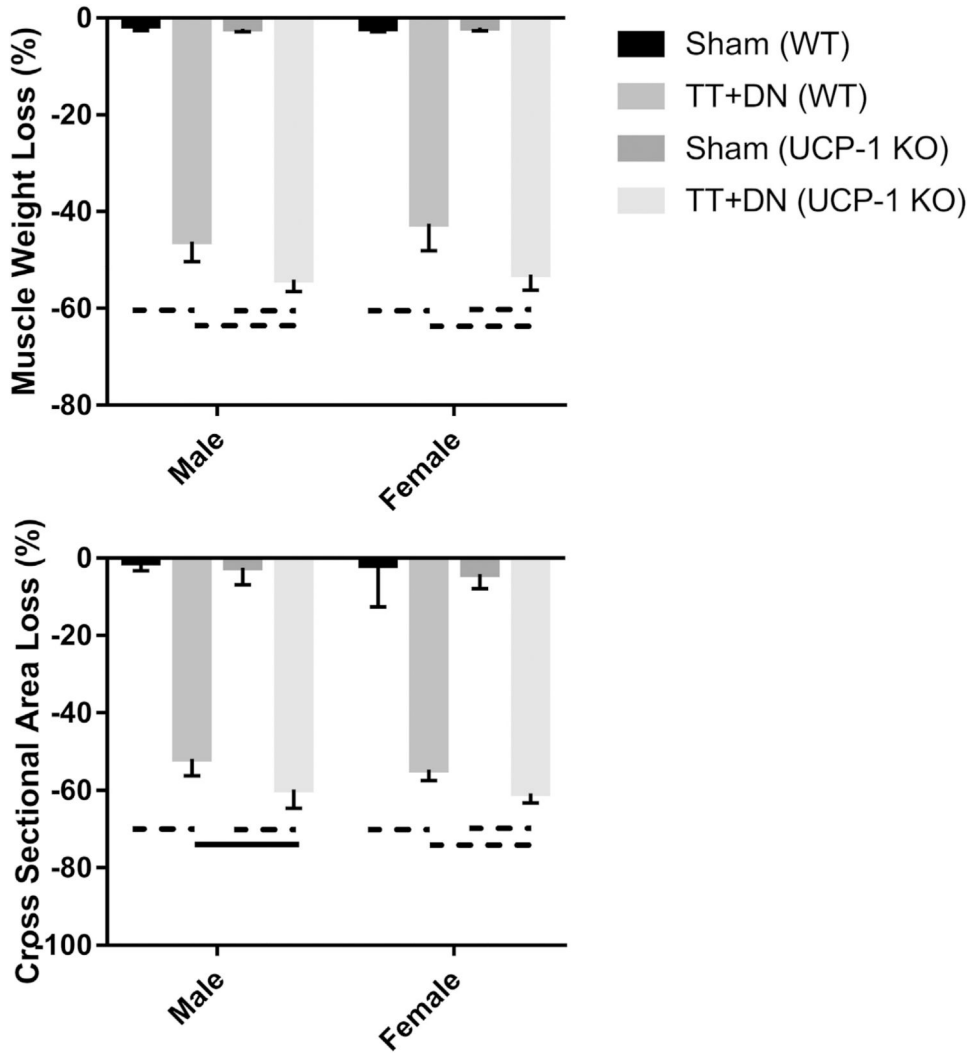 Muscle Weight Loss (%)
0
-20
-40
-60
-80
Male
Female
Sham (WT)
TT+DN (WT)
Sham (UCP-1 KO)
TT+DN (UCP-1 KO)
Cross Sectional Area Loss (%)
0
-20
-40
-60
-80
-100
Male
Female